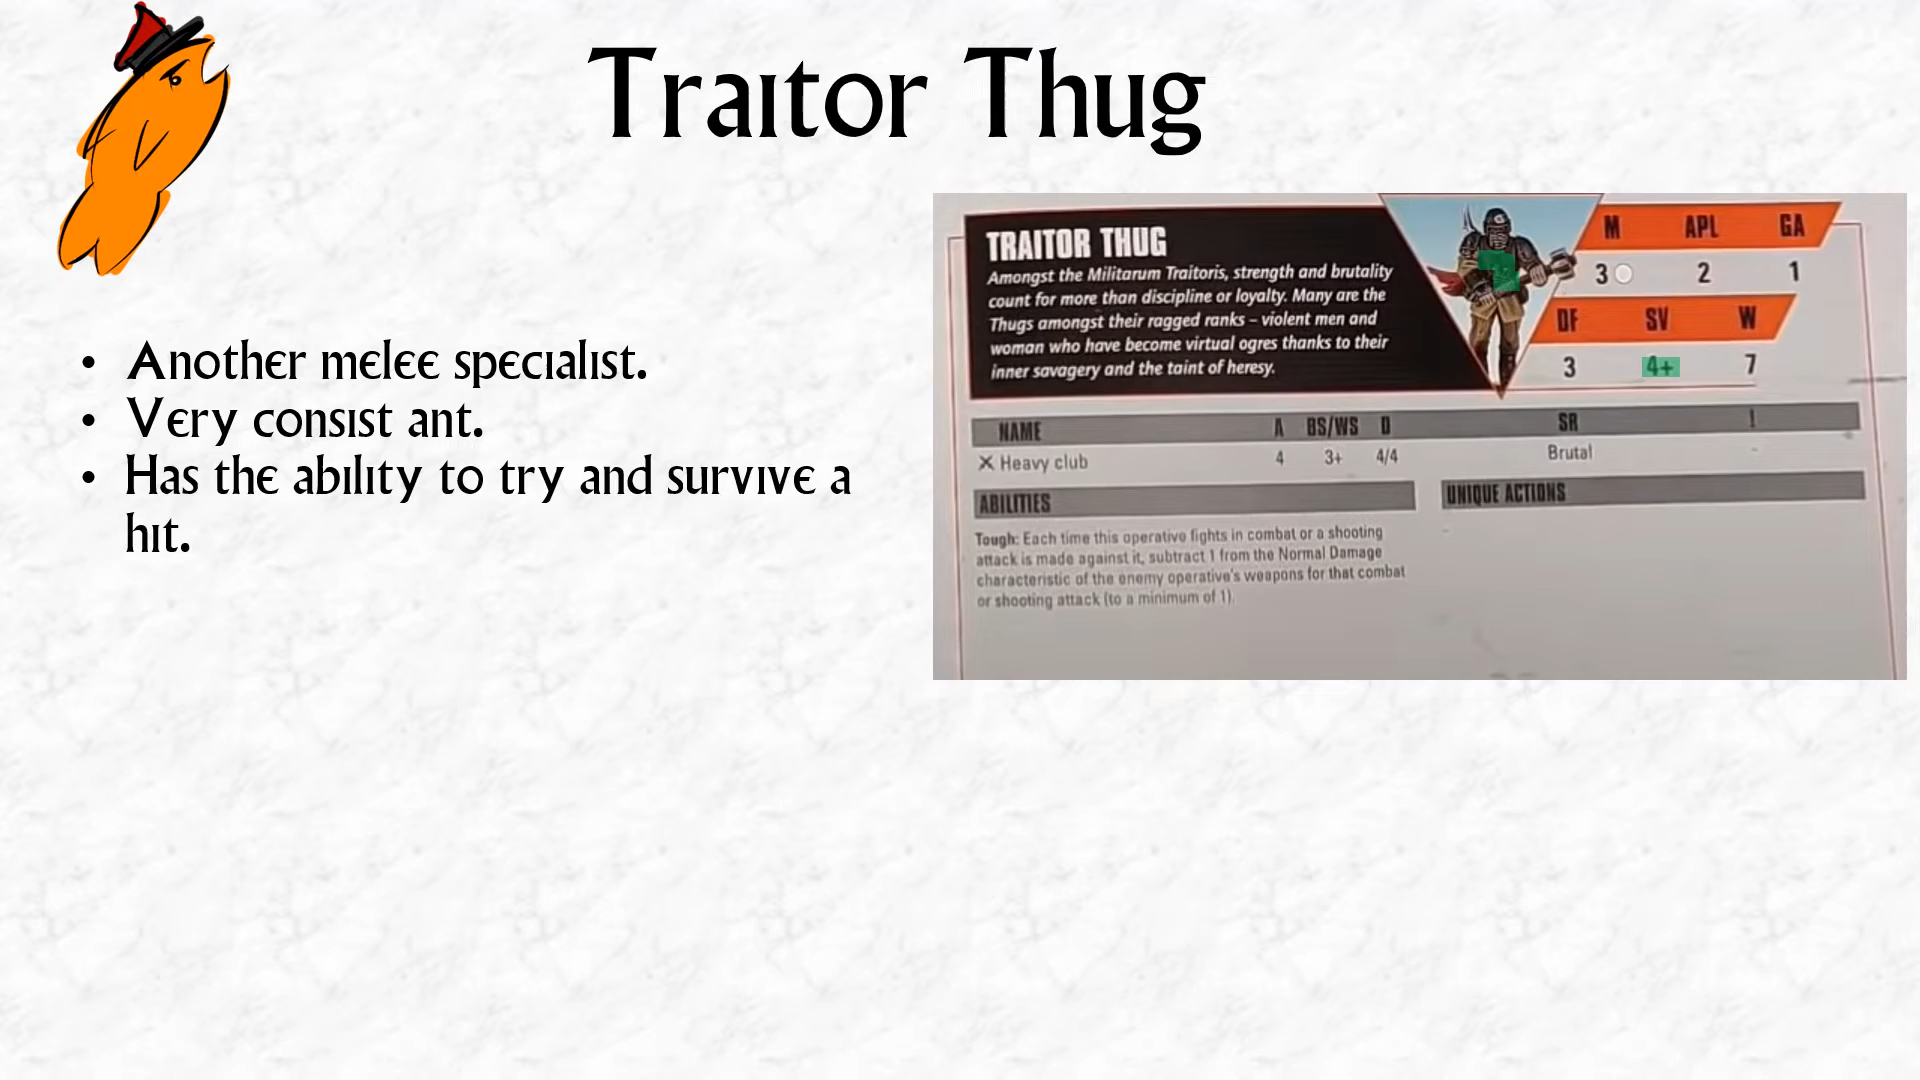 Traitor Thug
• Another melee specialist.
• Very consist ant.
• Has the ability to try and survive a
hit.
TRAITOR THUG
Amongst the Militarum Traitoris, strength and brutality
count for more than discipline or loyalty. Many are the
Thugs amongst their ragged ranks – violent men and
woman who have become virtual ogres thanks to their
inner savagery and the taint of heresy.
M APL GA
3 2 1
DF SV W
3 4+ 7
NAME A BS/WS D SR !
Heavy club 4 3+ 4/4 Brutal -
ABILITIES
Tough: Each time this operative fights in combat or a shooting
attack is made against it, subtract 1 from the Normal Damage
characteristic of the enemy operative's weapons for that combat
or shooting attack (to a minimum of 1).
UNIQUE ACTIONS
-